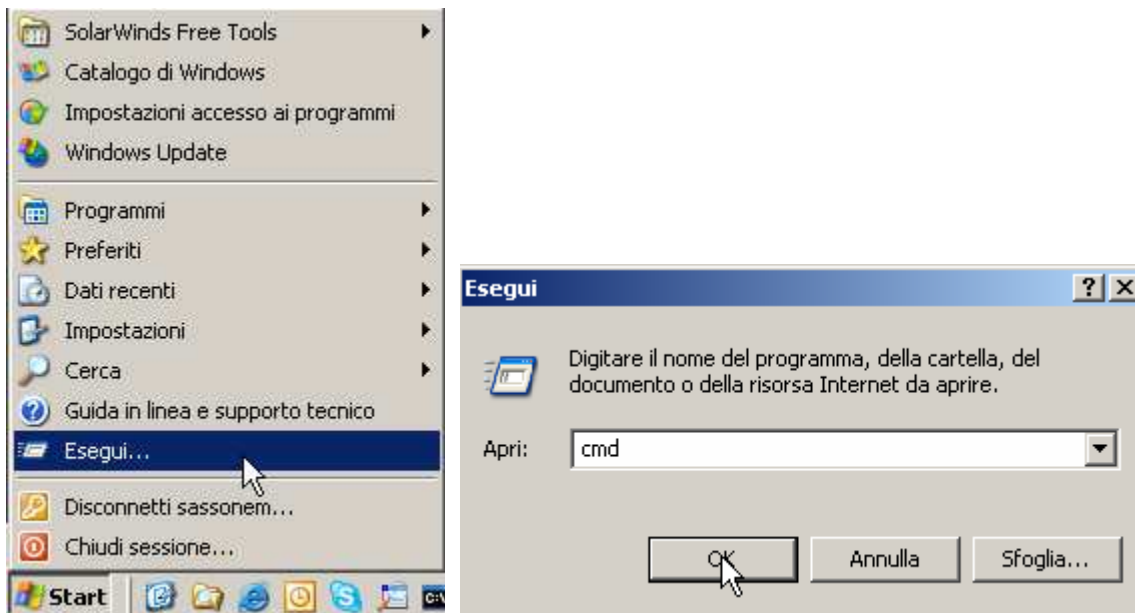 SolarWinds Free Tools
Catalogo di Windows
Impostazioni accesso ai programmi
Windows Update
Programmi
Preferiti
Dati recenti
Impostazioni
Cerca
Guida in linea e supporto tecnico
Esegui...
Disconnetti sassonem...
Chiudi sessione...
Start
Esegui
Digitare il nome del programma, della cartella, del
documento o della risorsa Internet da aprire.
Apri: cmd
OK Annulla Sfoglia...